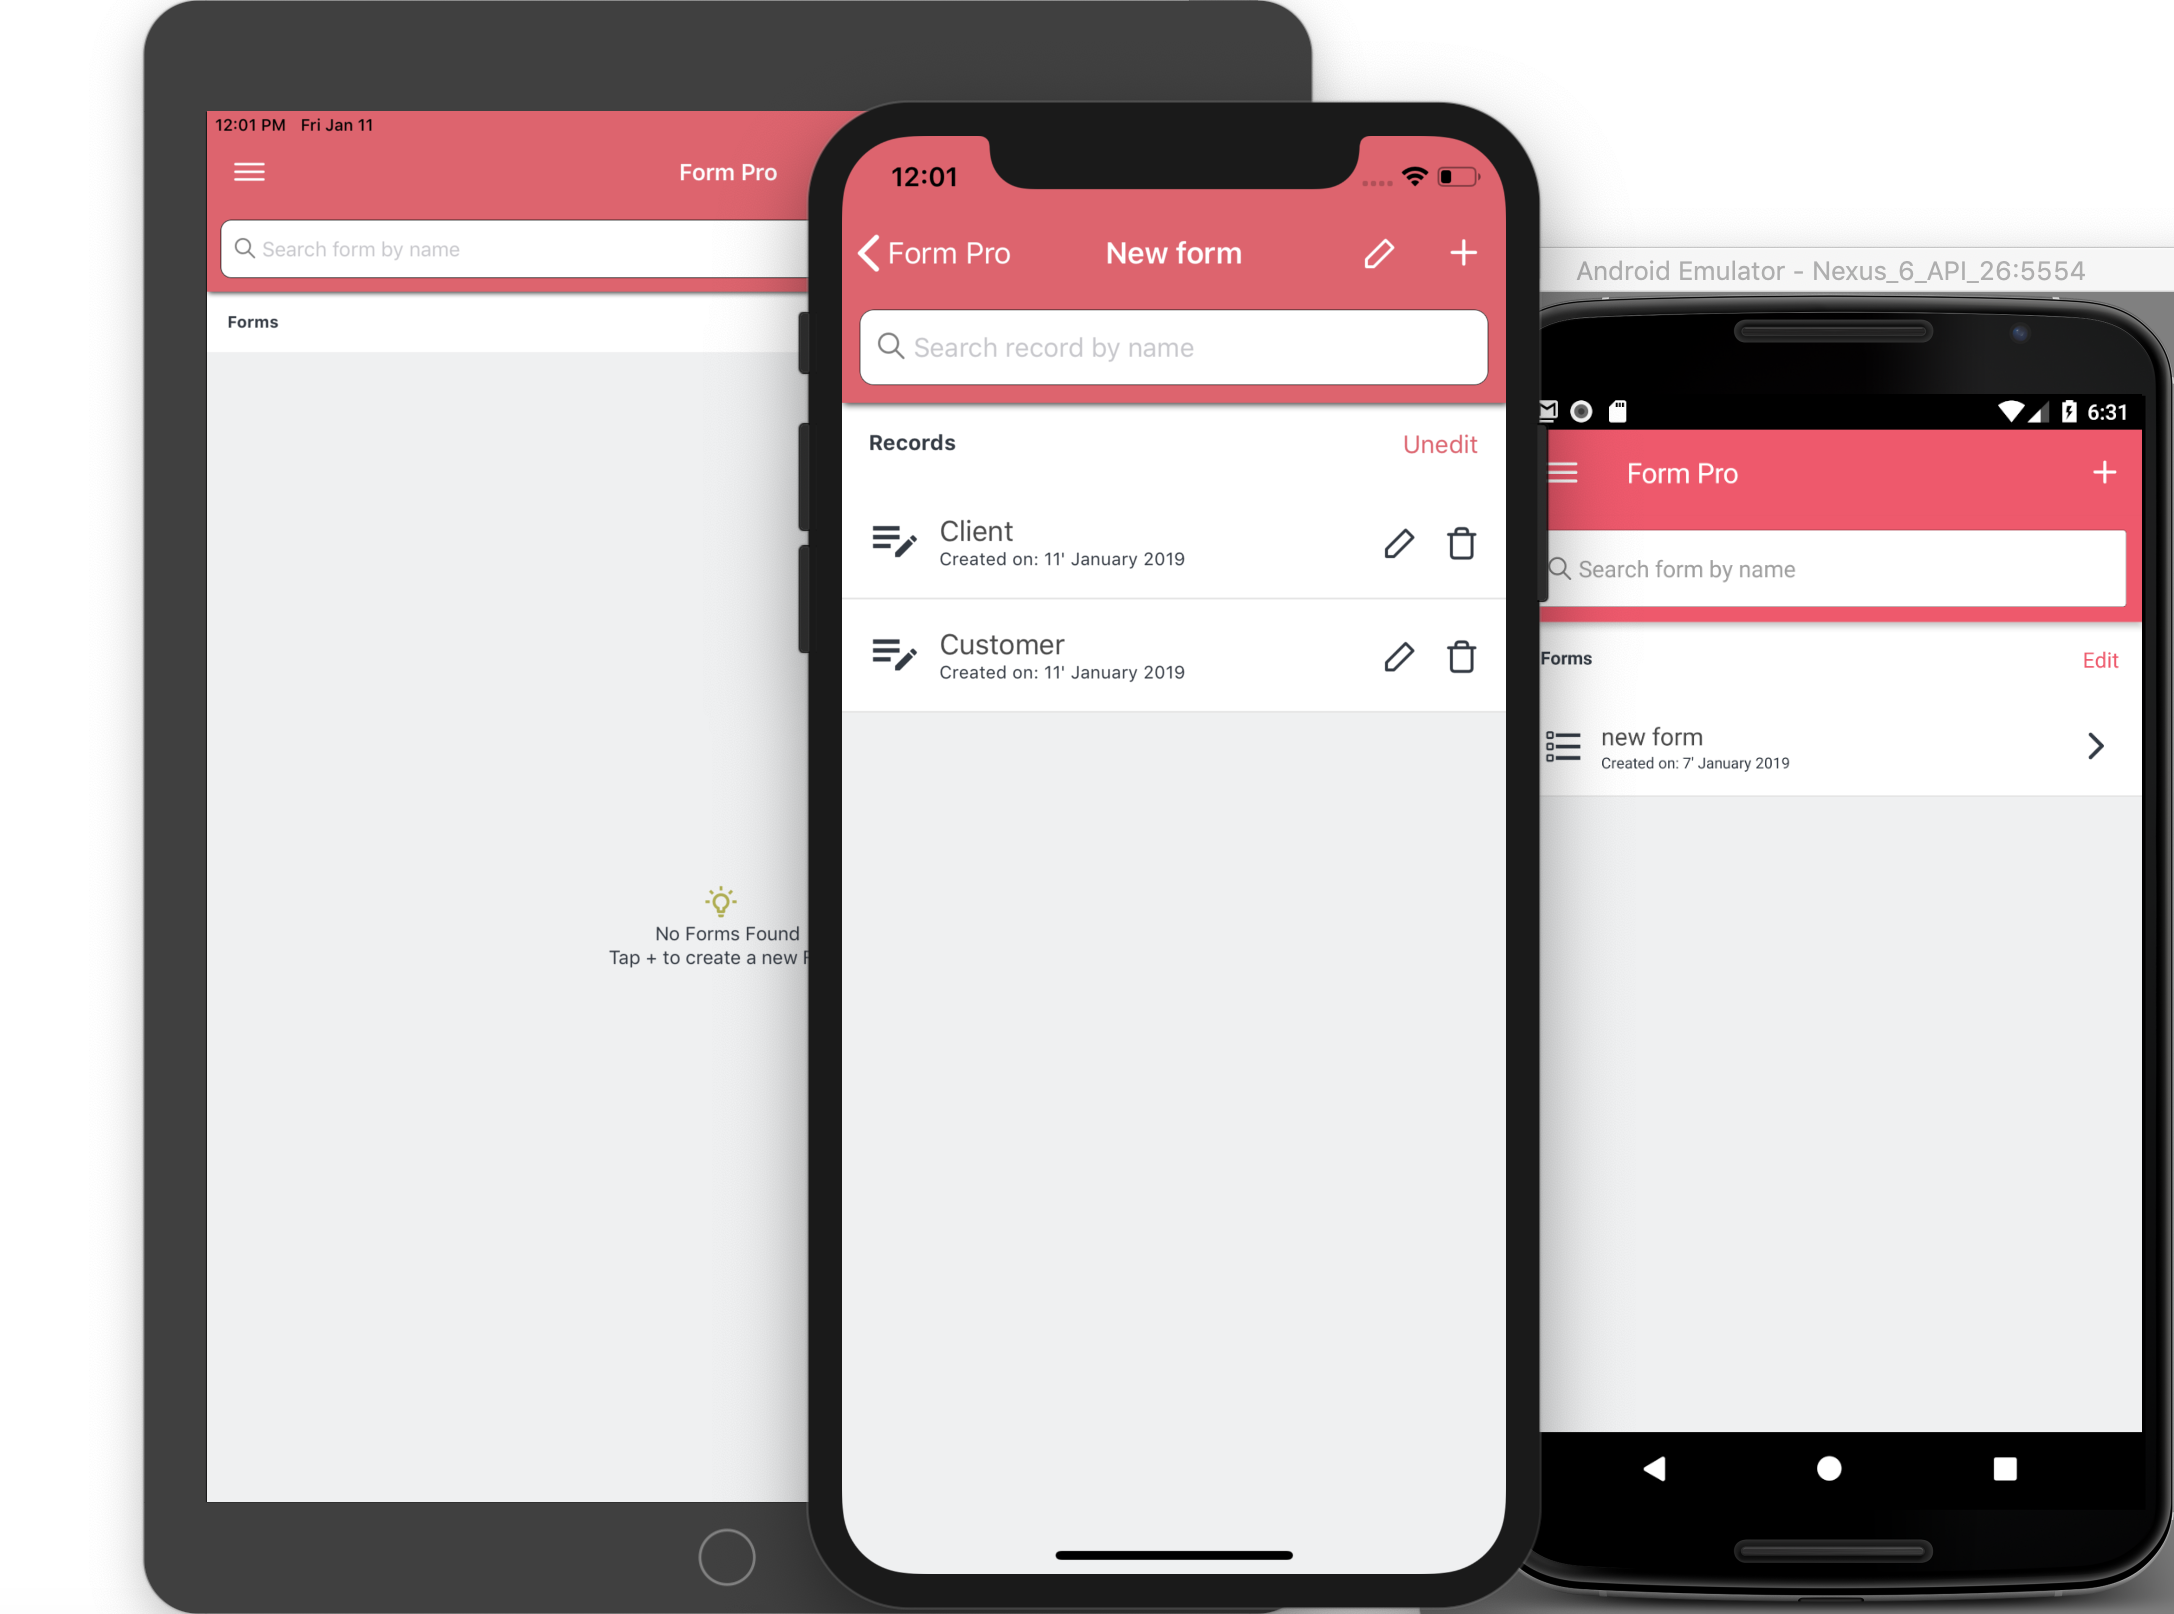 12:01 PM Fri Jan 11
Form Pro
Search form by name
Forms
No Forms Found
Tap + to create a new
12:01
Form Pro
New form
Search record by name
Records
Unedit
Client
Created on: 11' January 2019
Customer
Created on: 11' January 2019
Android Emulator - Nexus_6_API_26:5554
6:31
Form Pro
Search form by name
Forms
Edit
new form
Created on: 7' January 2019